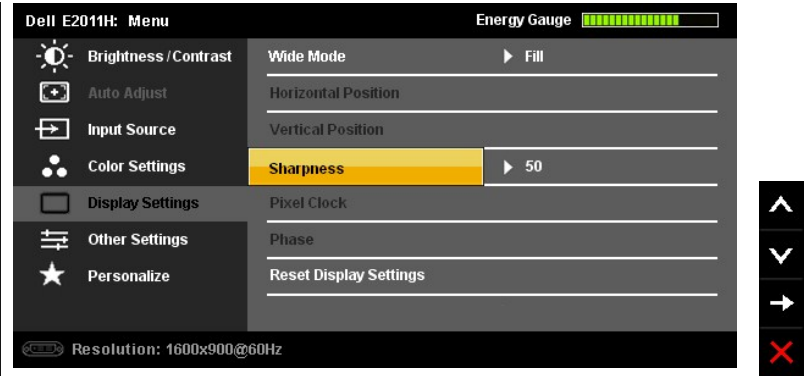 Dell E2011H: Menu
Energy Gauge
Brightness / Contrast
Auto Adjust
Input Source
Color Settings
Display Settings
Other Settings
Personalize
Wide Mode Fill
Horizontal Position
Vertical Position
Sharpness 50
Pixel Clock
Phase
Reset Display Settings
Resolution: 1600x900@60Hz